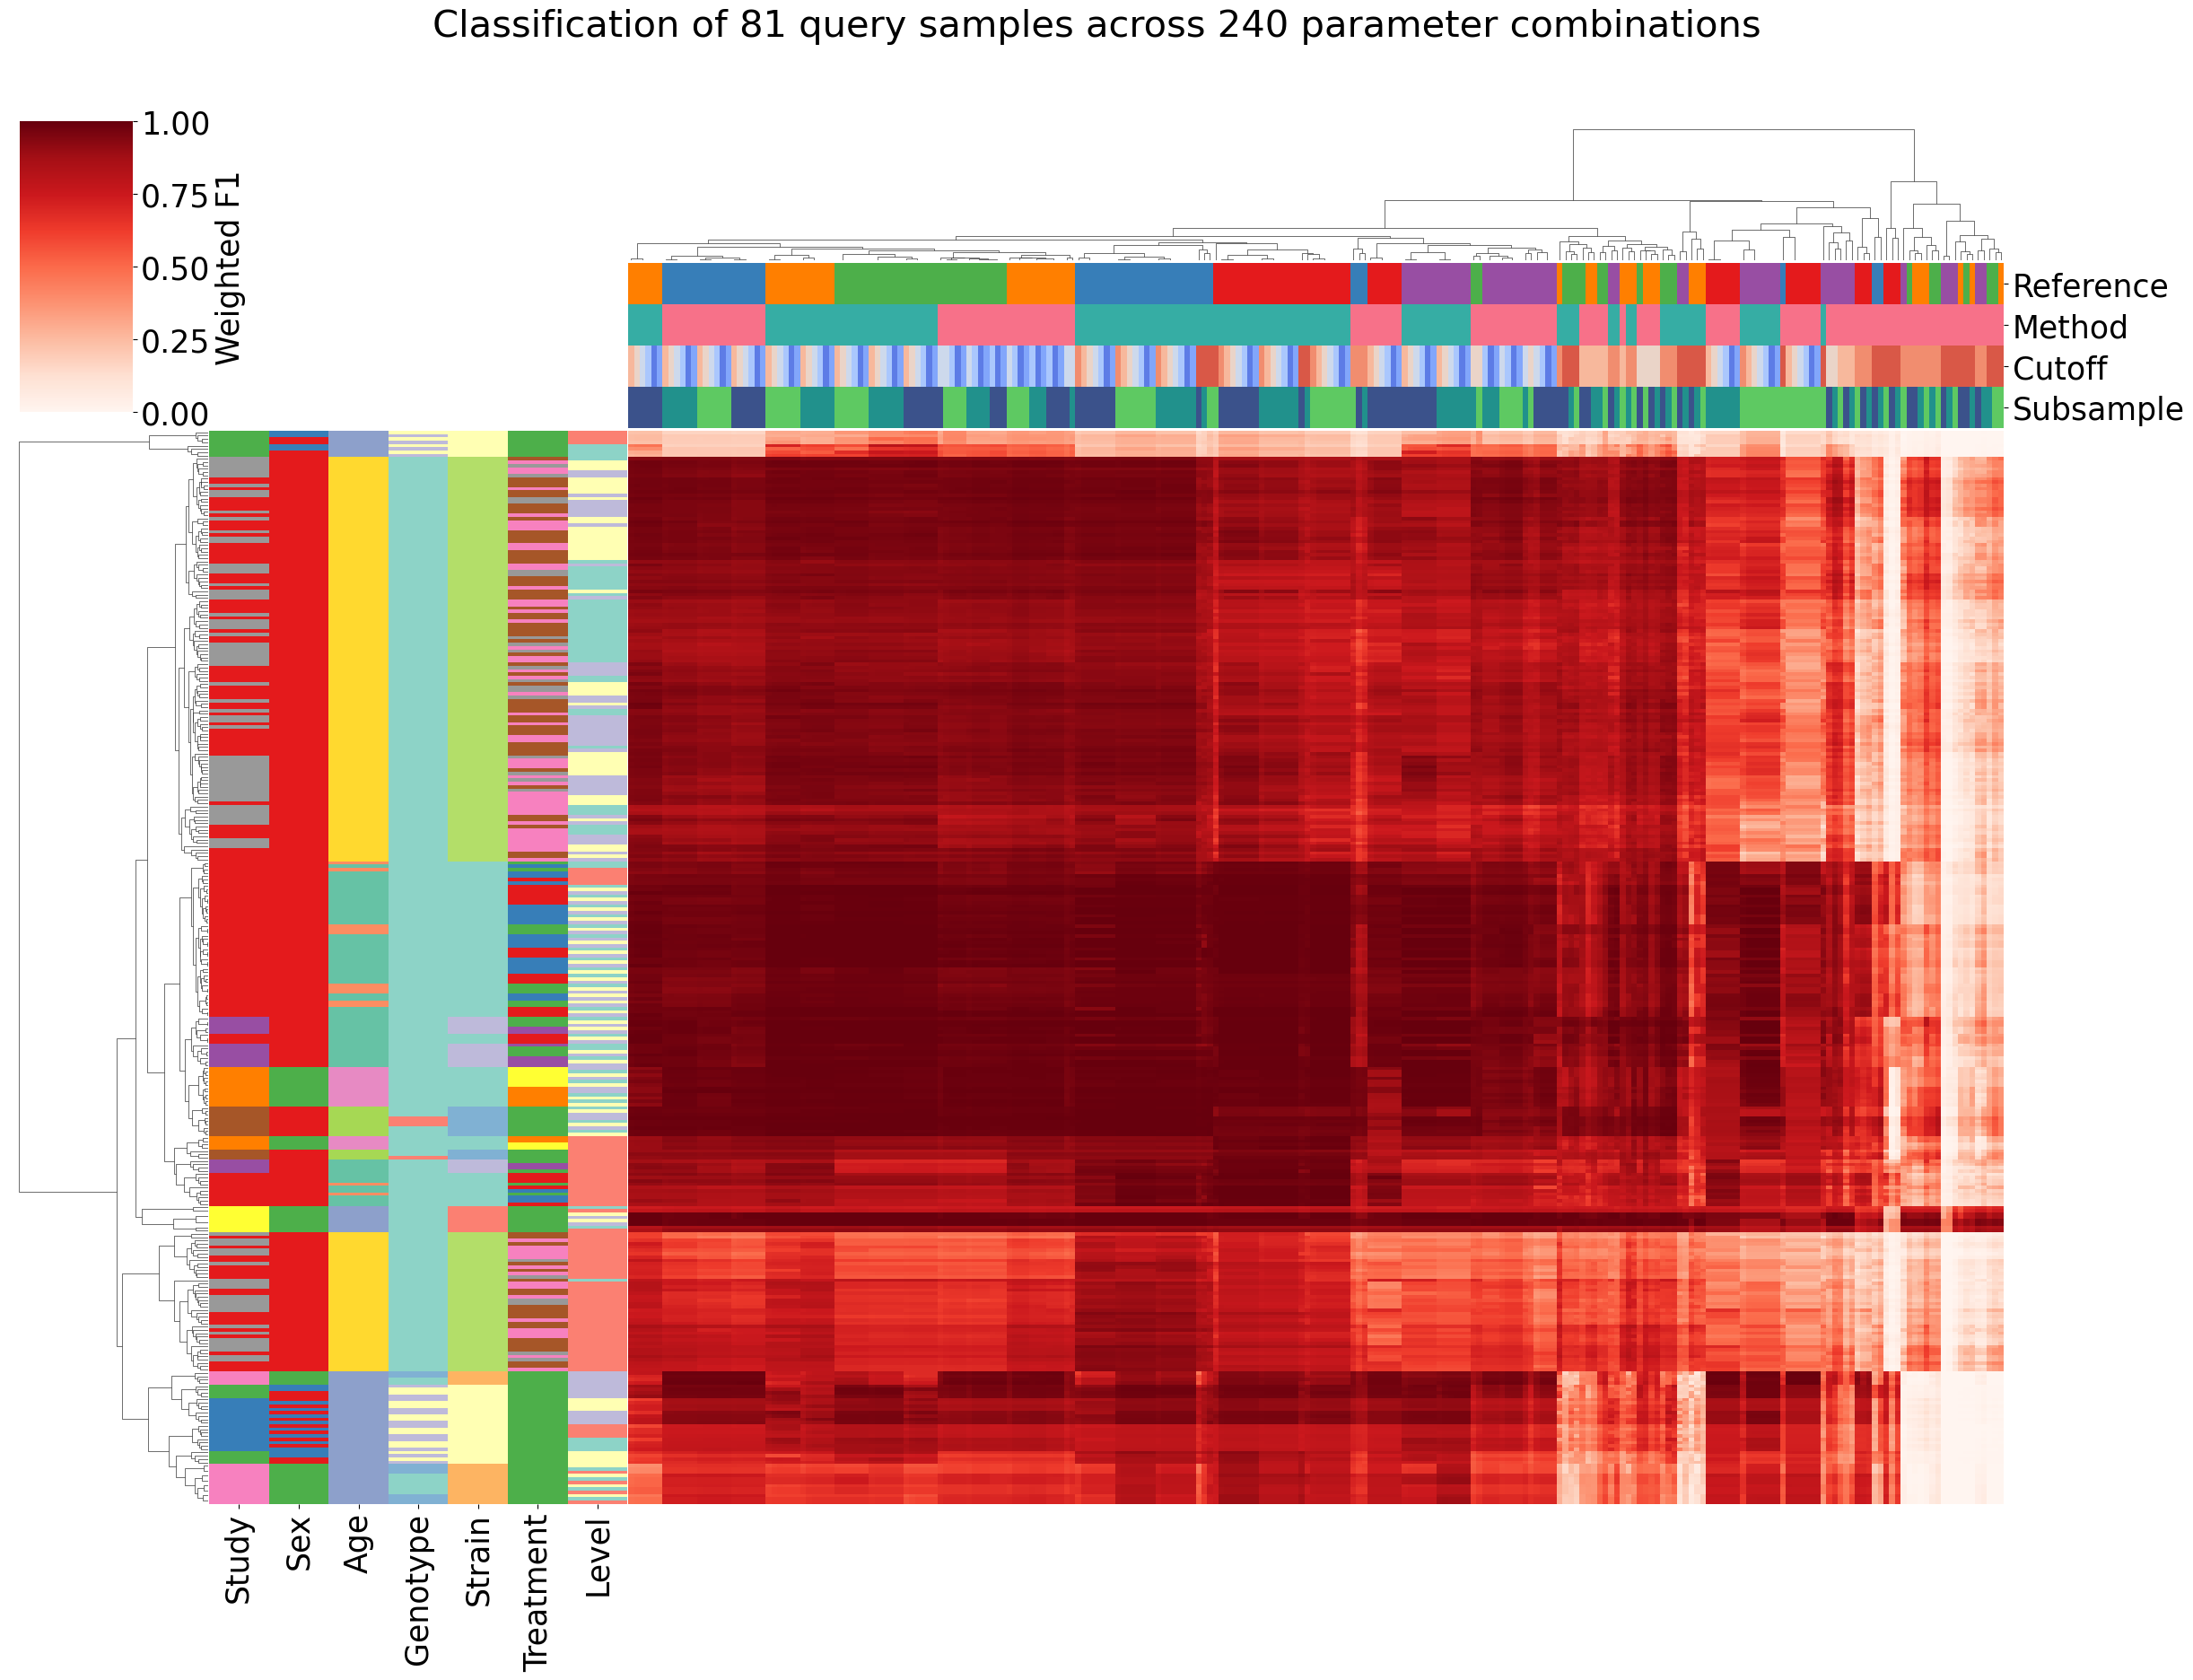 Classification of 81 query samples across 240 parameter combinations
1.00
0.75
0.50
0.25
0.00
Weighted F1
Reference
Method
Cutoff
Subsample
Study
Sex
Age
Genotype
Strain
Treatment
Level